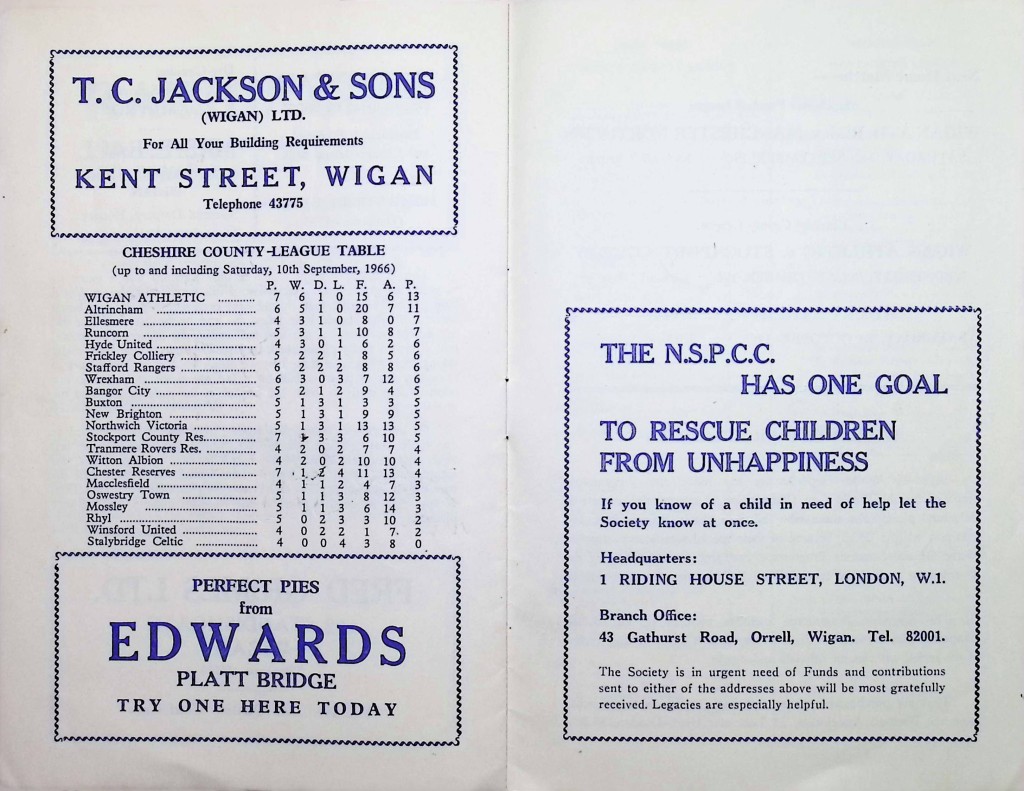 T. C. JACKSON & SONS
(WIGAN) LTD.
For All Your Building Requirements
KENT STREET, WIGAN
Telephone 43775
CHESHIRE COUNTY-LEAGUE TABLE
(up to and including Saturday, 10th September, 1966)
P. W. D. L. F. A. P.
WIGAN ATHLETIC ............ 7 6 1 0 15 6 13
Altrincham ............ 6 5 1 0 20 7 11
Ellesmere ............ 4 3 1 0 8 0 7
Runcorn ............ 5 3 1 1 10 8 7
Hyde United ............ 4 3 0 1 6 2 6
Frickley Colliery ............ 5 2 2 1 8 5 6
Stafford Rangers ............ 6 2 2 2 8 8 6
Wrexham ............ 6 3 0 3 7 12 6
Bangor City ............ 5 2 1 2 9 4 5
Buxton ............ 5 1 3 1 3 3 5
New Brighton ............ 5 1 3 1 9 9 5
Northwich Victoria ............ 5 1 3 1 13 13 5
Stockport County Res. ............ 7 3 3 6 10 5
Tranmere Rovers Res. ............ 4 2 0 2 7 7 4
Witton Albion ............ 4 2 0 2 10 10 4
Chester Reserves ............ 7 1 2 4 11 13 4
Macclesfield ............ 4 1 1 2 4 7 3
Oswestry Town ............ 5 1 1 3 8 12 3
Mossley ............ 5 1 1 3 6 14 3
Rhyl ............ 5 0 2 3 3 10 2
Winsford United ............ 4 0 2 2 1 7 2
Stalybridge Celtic ............ 4 0 0 4 3 8 0
PERFECT PIES
from
EDWARDS
PLATT BRIDGE
TRY ONE HERE TODAY
THE N.S.P.C.C.
HAS ONE GOAL
TO RESCUE CHILDREN
FROM UNHAPPINESS
If you know of a child in need of help let the
Society know at once.
Headquarters:
1 RIDING HOUSE STREET, LONDON, W.1.
Branch Office:
43 Gathurst Road, Orrell, Wigan. Tel. 82001.
The Society is in urgent need of Funds and contributions
sent to either of the addresses above will be most gratefully
received. Legacies are especially helpful.